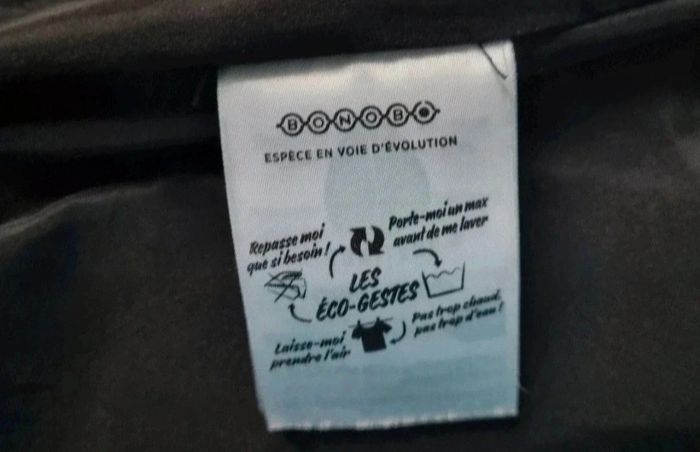 BONOBO
ESPÈCE EN VOIE D'ÉVOLUTION
Repasse moi
que si besoin !
Porte-moi un max
avant de me laver
LES
ÉCO-GESTES
Laisse-moi
prendre l'air
Pas trop chaud,
pas trop d'eau !